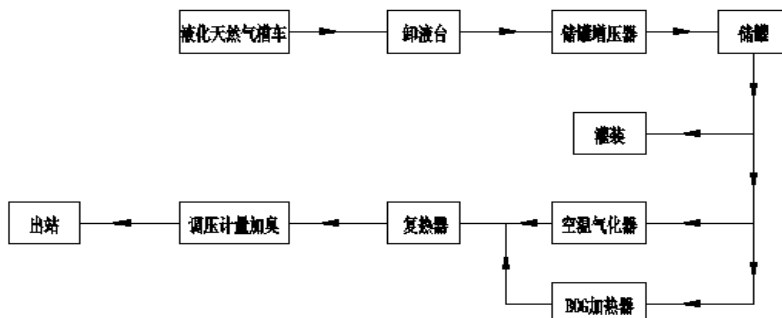 液化天然气槽车
卸液台
储罐增压器
储罐
灌装
出站
调压计量加臭
复热器
空温气化器
BOG加热器